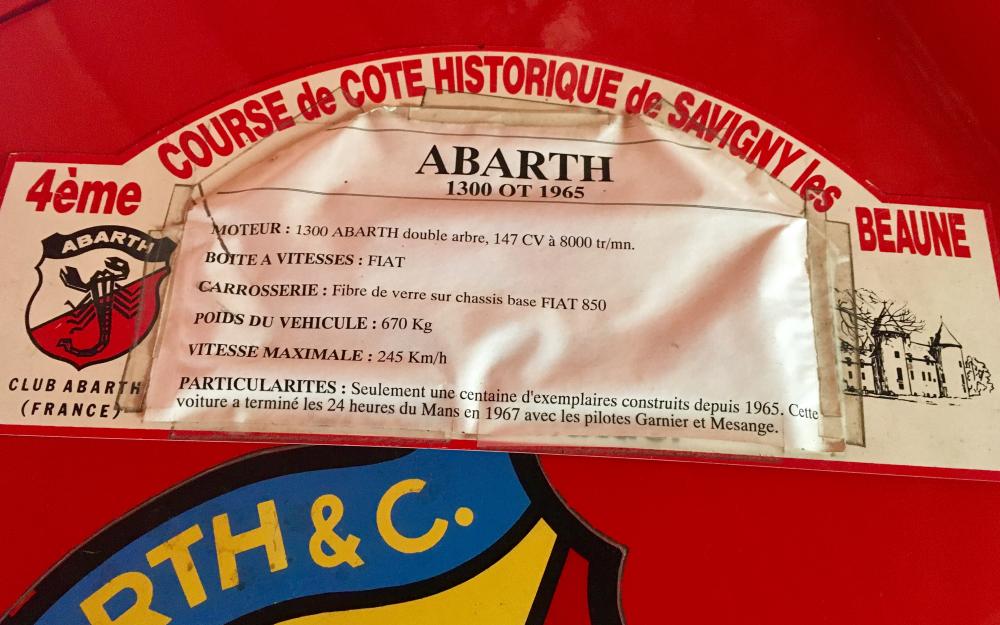 COURSE de COTE HISTORIQUE de SAVIGNY les
4ème
BEAUNE
ABARTH
1300 OT 1965
MOTEUR : 1300 ABARTH double arbre, 147 CV à 8000 tr/mn.
BOITE A VITESSES : FIAT
CARROSSERIE : Fibre de verre sur chassis base FIAT 850
POIDS DU VEHICULE : 670 Kg
VITESSE MAXIMALE : 245 Km/h
PARTICULARITES : Seulement une centaine d'exemplaires construits depuis 1965. Cette
voiture a terminé les 24 heures du Mans en 1967 avec les pilotes Garnier et Mesange.
ABARTH
CLUB ABARTH
(FRANCE)
RTH & C.